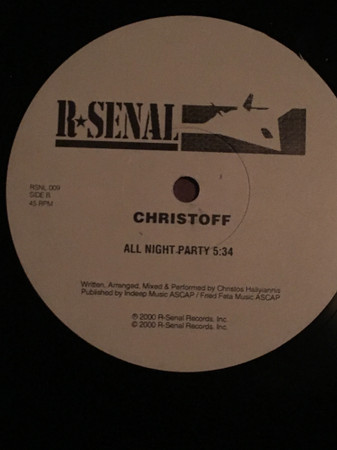 R★SENAL
RSNL 009
SIDE B
45 RPM
CHRISTOFF
ALL NIGHT PARTY 5:34
Written, Arranged, Mixed & Performed by Christos
Published by Indeep Music ASCAP / Fried Feta Music ASCAP
℗ 2000 R-Senal Records, Inc.
© 2000 R-Senal Records, Inc.